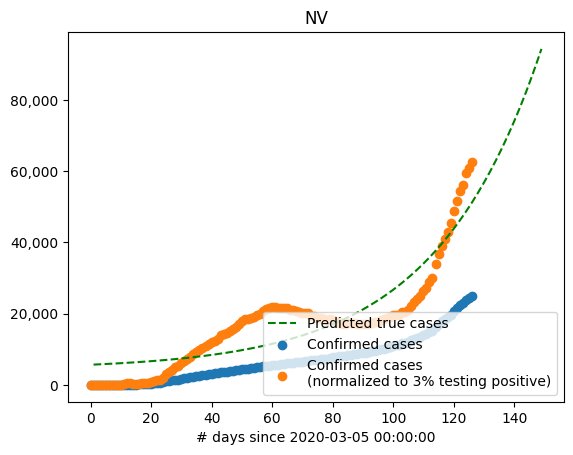 NV
80,000
60,000
40,000
20,000
0
Predicted true cases
Confirmed cases
Confirmed cases
(normalized to 3% testing positive)
0 20 40 60 80 100 120 140
# days since 2020-03-05 00:00:00